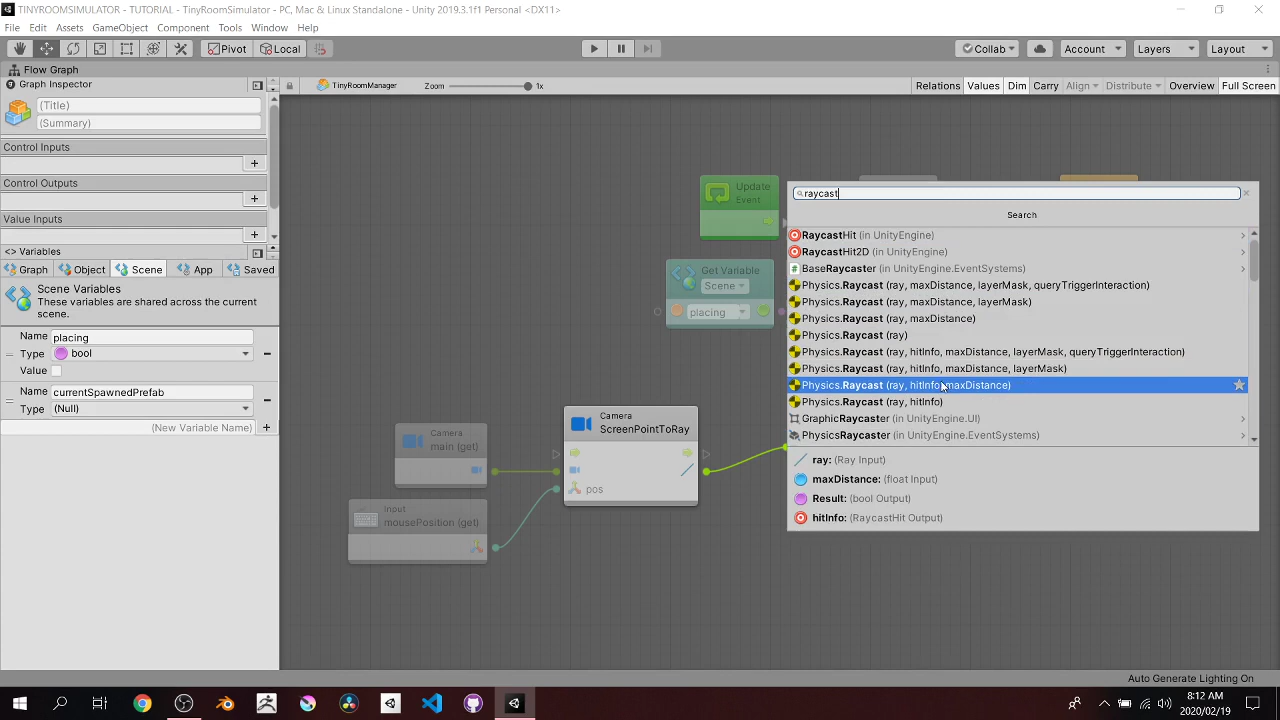 TINYROOMSIMULATOR - TUTORIAL - PC, Mac & Linux Standalone - Unity 2019.3.1f1 Personal <DX11>
File Edit Assets GameObject Component Tools Window Help
Pivot Local Collab Account Layers Layout
Flow Graph
Graph Inspector
TinyRoomManager Zoom 1x Relations Values Dim Carry Align Distribute Overview Full Screen
(Title)
(Summary)
Control Inputs
Control Outputs
Value Inputs
Variables
Graph Object Scene App Saved
Scene Variables
These variables are shared across the current
scene.
Name placing
Type bool
Value
Name currentSpawnedPrefab
Type (Null)
(New Variable Name)
Update
Event
Get Variable
Scene
placing
Camera
main (get)
Input
mousePosition (get)
Camera
ScreenPointToRay
pos
raycast
Search
RaycastHit (in UnityEngine)
RaycastHit2D (in UnityEngine)
BaseRaycaster (in UnityEngine.EventSystems)
Physics.Raycast (ray, maxDistance, layerMask, queryTriggerInteraction)
Physics.Raycast (ray, maxDistance, layerMask)
Physics.Raycast (ray, maxDistance)
Physics.Raycast (ray)
Physics.Raycast (ray, hitInfo, maxDistance, layerMask, queryTriggerInteraction)
Physics.Raycast (ray, hitInfo, maxDistance, layerMask)
Physics.Raycast (ray, hitInfo, maxDistance)
Physics.Raycast (ray, hitInfo)
GraphicRaycaster (in UnityEngine.UI)
PhysicsRaycaster (in UnityEngine.EventSystems)
ray: (Ray Input)
maxDistance: (float Input)
Result: (bool Output)
hitInfo: (RaycastHit Output)
Auto Generate Lighting On
8:12 AM
2020/02/19